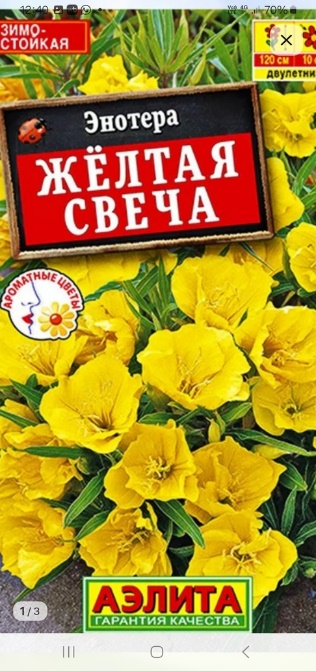 12:40
70%
ЗИМО-
СТОЙКАЯ
120 см
двулетни
Энотера
ЖЁЛТАЯ
СВЕЧА
АРОМАТНЫЕ ЦВЕТЫ
АЭЛИТА
ГАРАНТИЯ КАЧЕСТВА
1/3